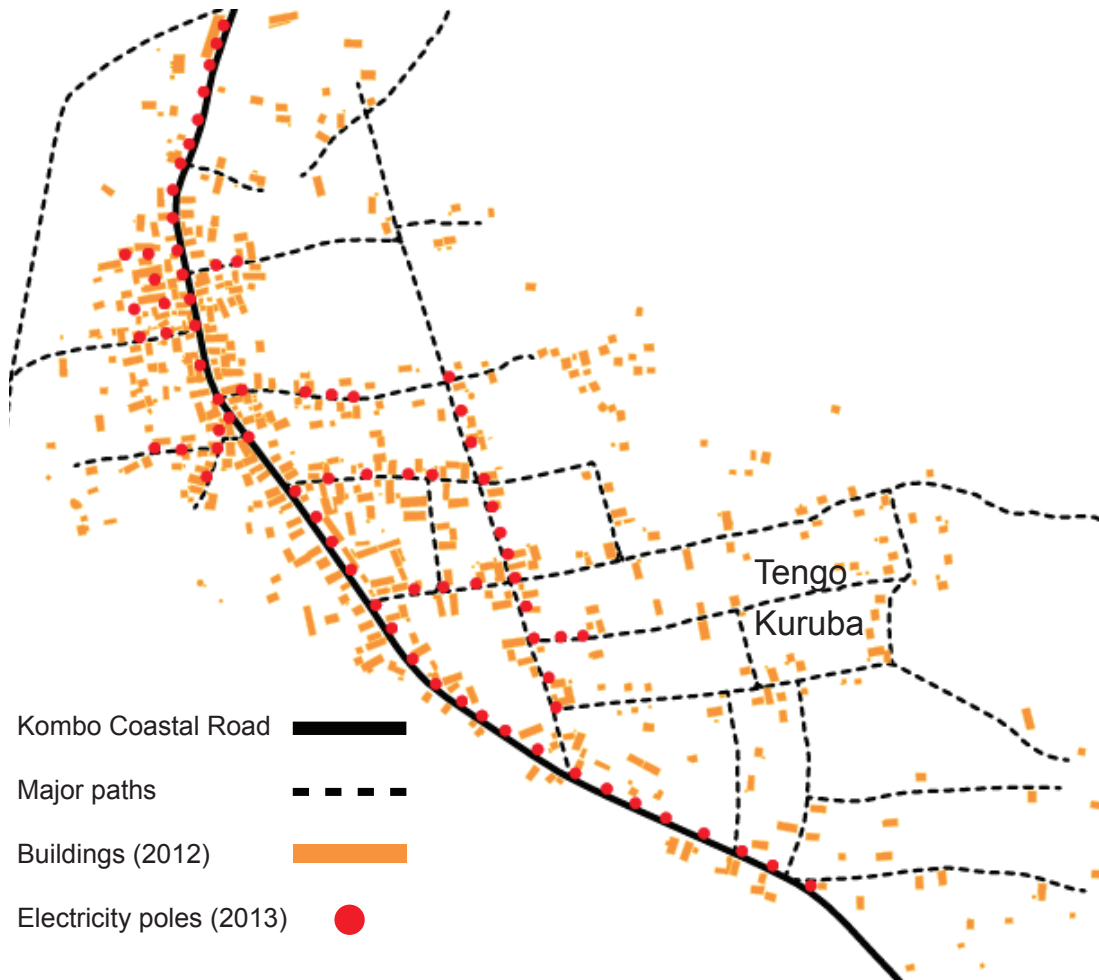 Tengo
Kuruba
Kombo Coastal Road
Major paths
Buildings (2012)
Electricity poles (2013)